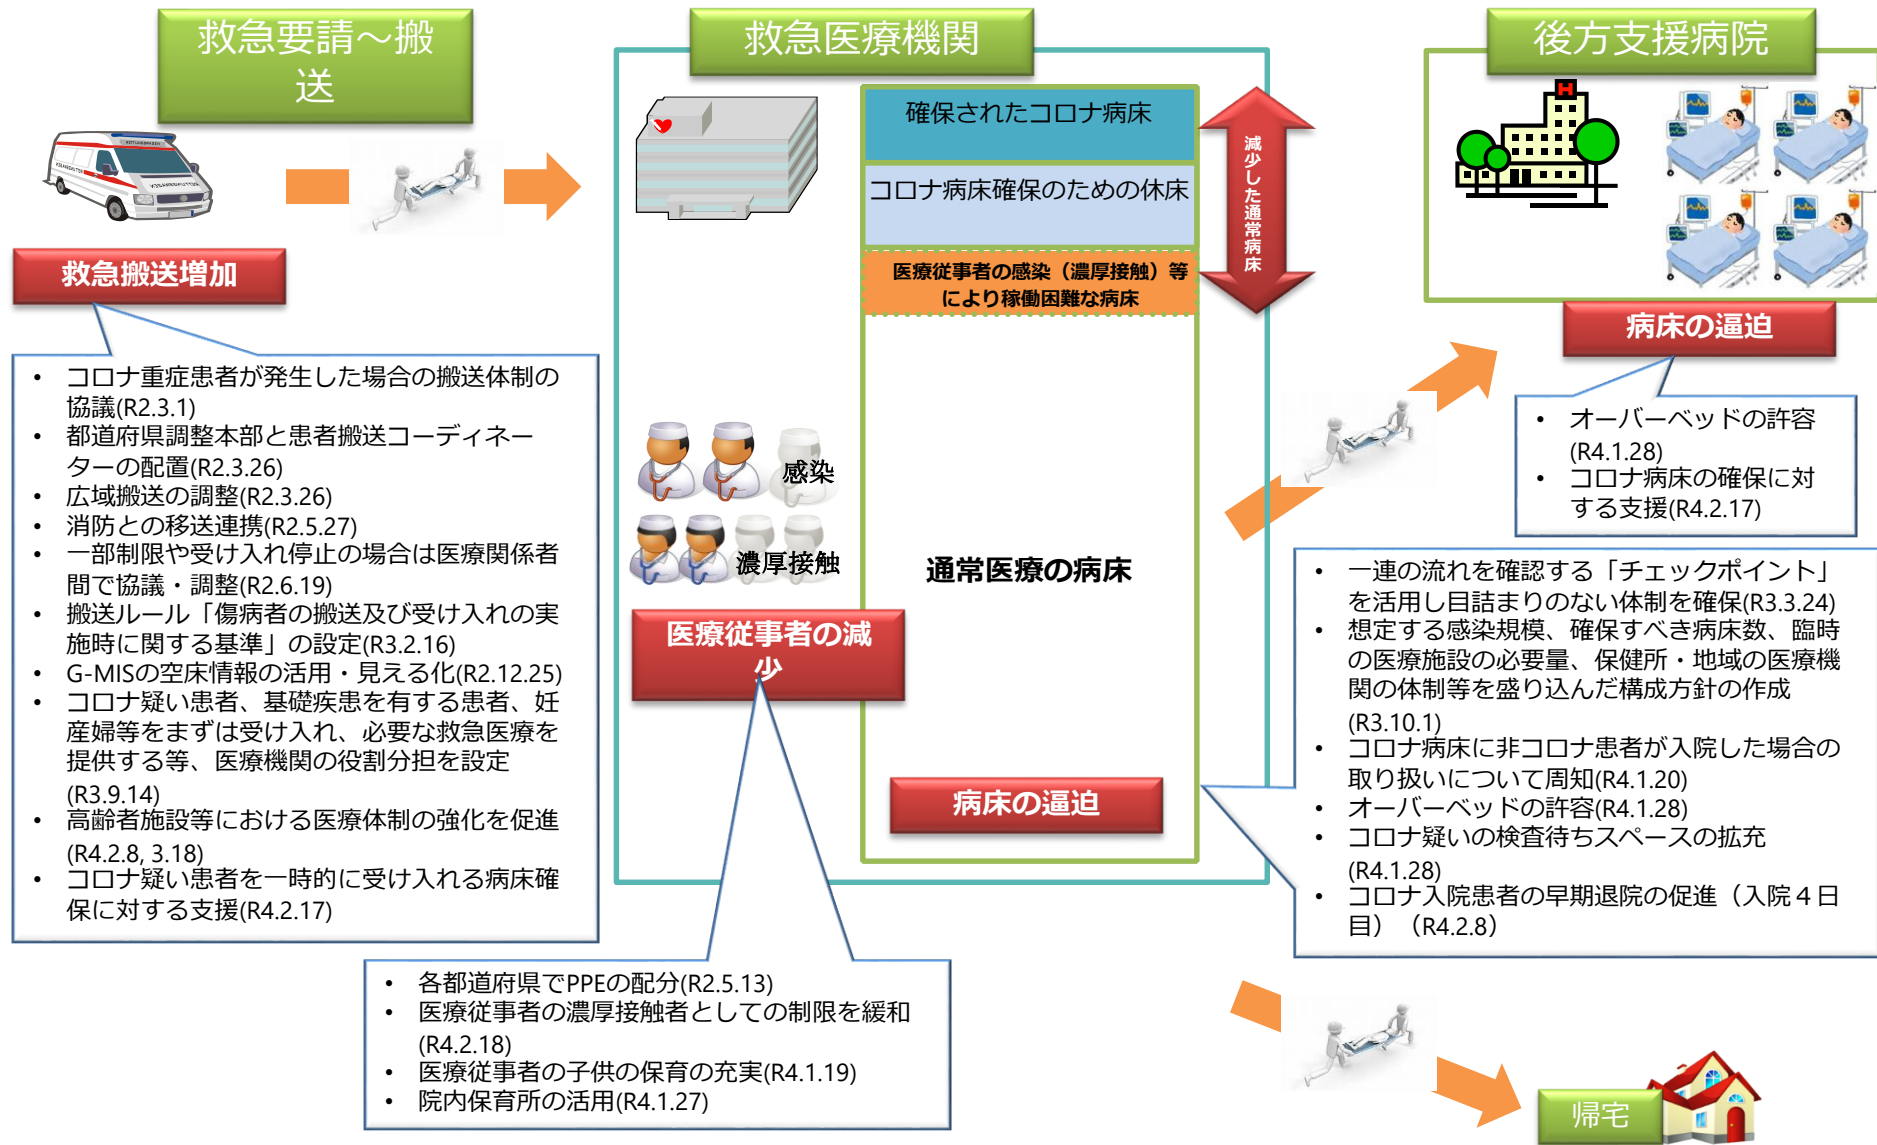 救急要請～搬
送
救急搬送増加
• コロナ重症患者が発生した場合の搬送体制の
協議(R2.3.1)
• 都道府県調整本部と患者搬送コーディネー
ターの配置(R2.3.26)
• 広域搬送の調整(R2.3.26)
• 消防との移送連携(R2.5.27)
• 一部制限や受け入れ停止の場合は医療関係者
間で協議・調整(R2.6.19)
• 搬送ルール「傷病者の搬送及び受け入れの実
施時に関する基準」の設定(R3.2.16)
• G-MISの空床情報の活用・見える化(R2.12.25)
• コロナ疑い患者、基礎疾患を有する患者、妊
産婦等をまずは受け入れ、必要な救急医療を
提供する等、医療機関の役割分担を設定
(R3.9.14)
• 高齢者施設等における医療体制の強化を促進
(R4.2.8, 3.18)
• コロナ疑い患者を一時的に受け入れる病床確
保に対する支援(R4.2.17)
救急医療機関
確保されたコロナ病床
コロナ病床確保のための休床
医療従事者の感染（濃厚接触）等
により稼働困難な病床
減少した通常病床
感染
濃厚接触
通常医療の病床
医療従事者の減
少
病床の逼迫
• 各都道府県でPPEの配分(R2.5.13)
• 医療従事者の濃厚接触者としての制限を緩和
(R4.2.18)
• 医療従事者の子供の保育の充実(R4.1.19)
• 院内保育所の活用(R4.1.27)
後方支援病院
H
病床の逼迫
• オーバーベッドの許容
(R4.1.28)
• コロナ病床の確保に対
する支援(R4.2.17)
• 一連の流れを確認する「チェックポイント」
を活用し目詰まりのない体制を確保(R3.3.24)
• 想定する感染規模、確保すべき病床数、臨時
の医療施設の必要量、保健所・地域の医療機
関の体制等を盛り込んだ構成方針の作成
(R3.10.1)
• コロナ病床に非コロナ患者が入院した場合の
取り扱いについて周知(R4.1.20)
• オーバーベッドの許容(R4.1.28)
• コロナ疑いの検査待ちスペースの拡充
(R4.1.28)
• コロナ入院患者の早期退院の促進（入院４日
目）（R4.2.8）
帰宅